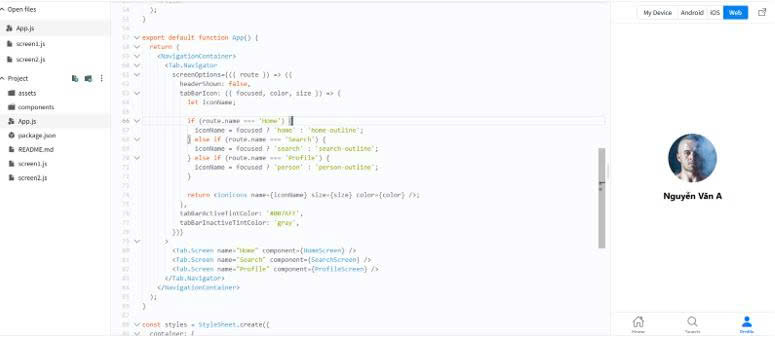 Open files
App.js
screen1.js
screen2.js
Project
assets
components
App.js
package.json
README.md
screen1.js
screen2.js
54 );
55 }
56
57 export default function App() {
58 return (
59 <NavigationContainer>
60 <Tab.Navigator
61 screenOptions={({ route }) => ({
62 headerShown: false,
63 tabBarIcon: ({ focused, color, size }) => {
64 let iconName;
65
66 if (route.name === 'Home') {
67 iconName = focused ? 'home' : 'home-outline';
68 } else if (route.name === 'Search') {
69 iconName = focused ? 'search' : 'search-outline';
70 } else if (route.name === 'Profile') {
71 iconName = focused ? 'person' : 'person-outline';
72 }
73
74 return <Ionicons name={iconName} size={size} color={color} />;
75 },
76 tabBarActiveTintColor: '#007AFF',
77 tabBarInactiveTintColor: 'gray',
78 })}
79 >
80 <Tab.Screen name="Home" component={HomeScreen} />
81 <Tab.Screen name="Search" component={SearchScreen} />
82 <Tab.Screen name="Profile" component={ProfileScreen} />
83 </Tab.Navigator>
84 </NavigationContainer>
85 );
86 }
87
88 const styles = StyleSheet.create({
89 container: {
My Device Android iOS Web
Nguyễn Văn A
Home Search Profile